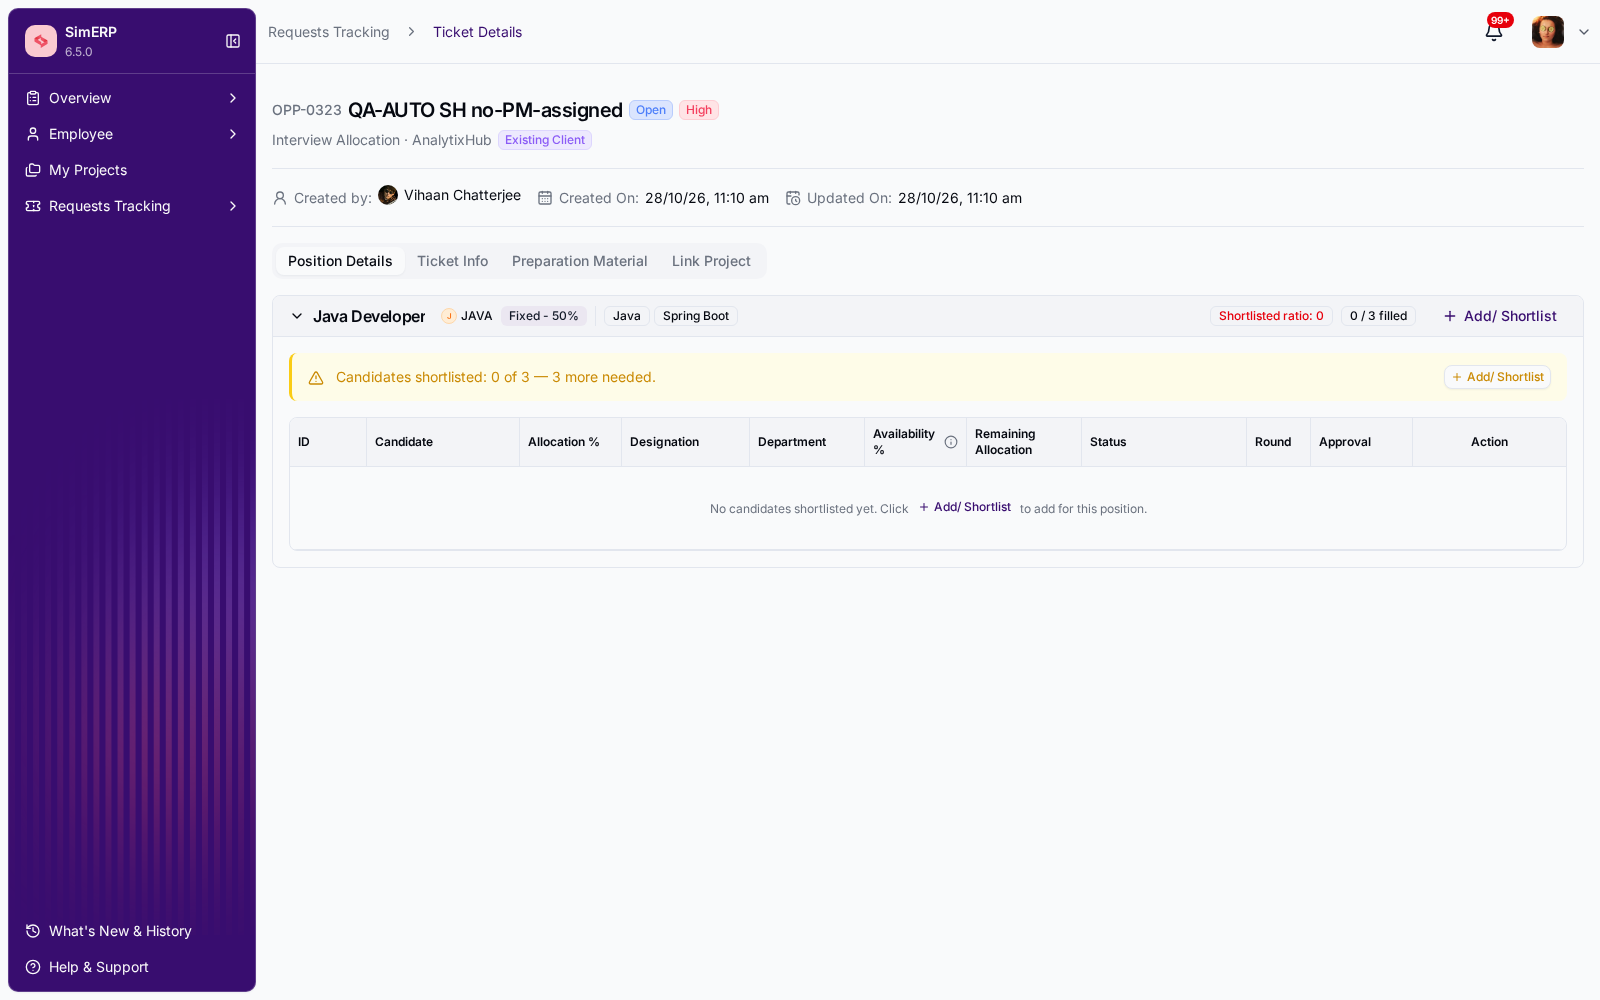 SimERP
6.5.0
Overview
Employee
My Projects
Requests Tracking
What's New & History
Help & Support
Requests Tracking > Ticket Details
99+
OPP-0323 QA-AUTO SH no-PM-assigned Open High
Interview Allocation · AnalytixHub Existing Client
Created by: Vihaan Chatterjee Created On: 28/10/26, 11:10 am Updated On: 28/10/26, 11:10 am
Position Details Ticket Info Preparation Material Link Project
Java Developer J JAVA Fixed - 50% Java Spring Boot Shortlisted ratio: 0 0 / 3 filled + Add/ Shortlist
Candidates shortlisted: 0 of 3 — 3 more needed. + Add/ Shortlist
ID Candidate Allocation % Designation Department Availability % Remaining Allocation Status Round Approval Action
No candidates shortlisted yet. Click + Add/ Shortlist to add for this position.